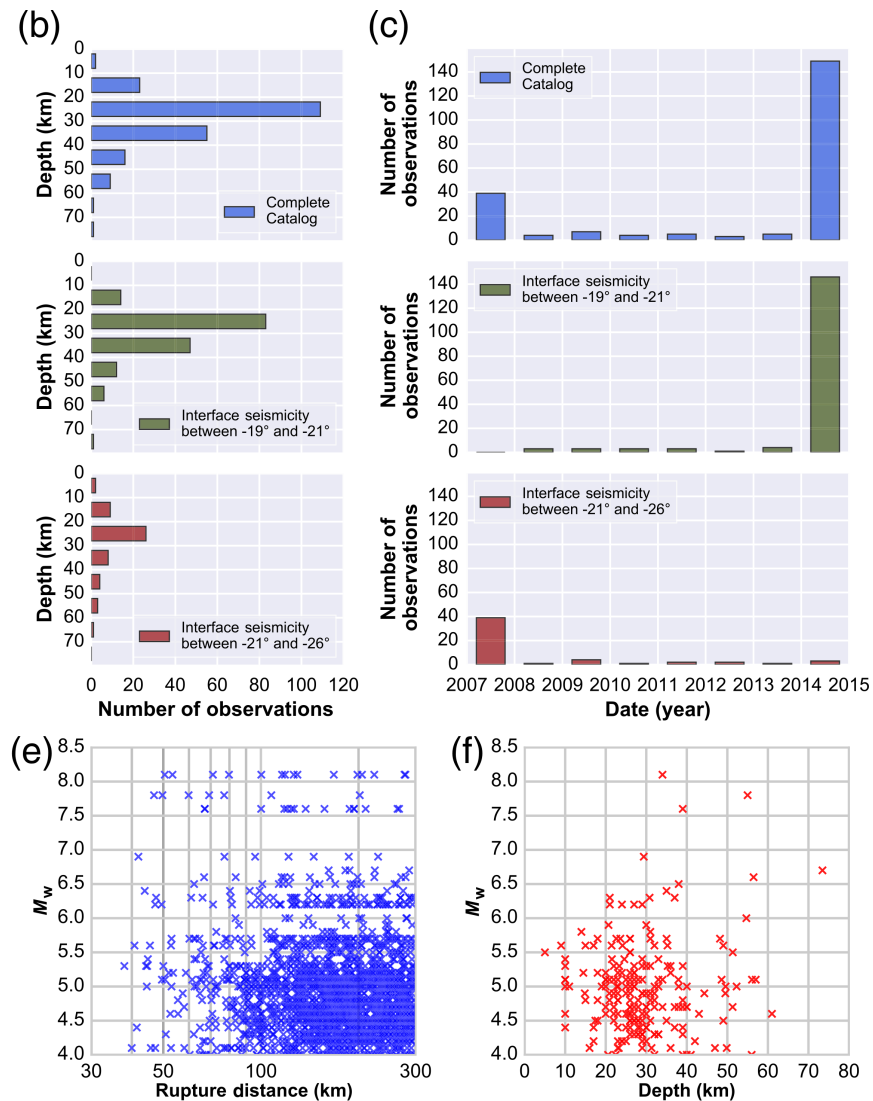 (b)
(c)
0
10
20
30
40
50
60
70
Depth (km)
Complete
Catalog
0
10
20
30
40
50
60
70
Depth (km)
Interface seismicity
between -19° and -21°
0
10
20
30
40
50
60
70
Depth (km)
Interface seismicity
between -21° and -26°
0 20 40 60 80 100 120
Number of observations
140
120
100
80
60
40
20
0
Number of
observations
Complete
Catalog
140
120
100
80
60
40
20
0
Number of
observations
Interface seismicity
between -19° and -21°
140
120
100
80
60
40
20
0
Number of
observations
Interface seismicity
between -21° and -26°
2007 2008 2009 2010 2011 2012 2013 2014 2015
Date (year)
(e)
8.5
8.0
7.5
7.0
6.5
6.0
5.5
5.0
4.5
4.0
Mw
30 50 100 300
Rupture distance (km)
(f)
8.5
8.0
7.5
7.0
6.5
6.0
5.5
5.0
4.5
4.0
Mw
0 10 20 30 40 50 60 70 80
Depth (km)